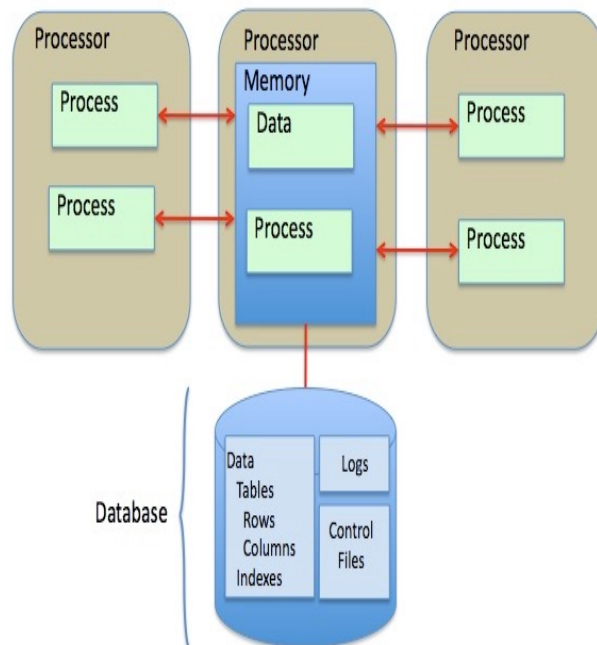 Processor
Process
Process
Processor
Memory
Data
Process
Processor
Process
Process
Database
Data
Tables
Rows
Columns
Indexes
Logs
Control
Files